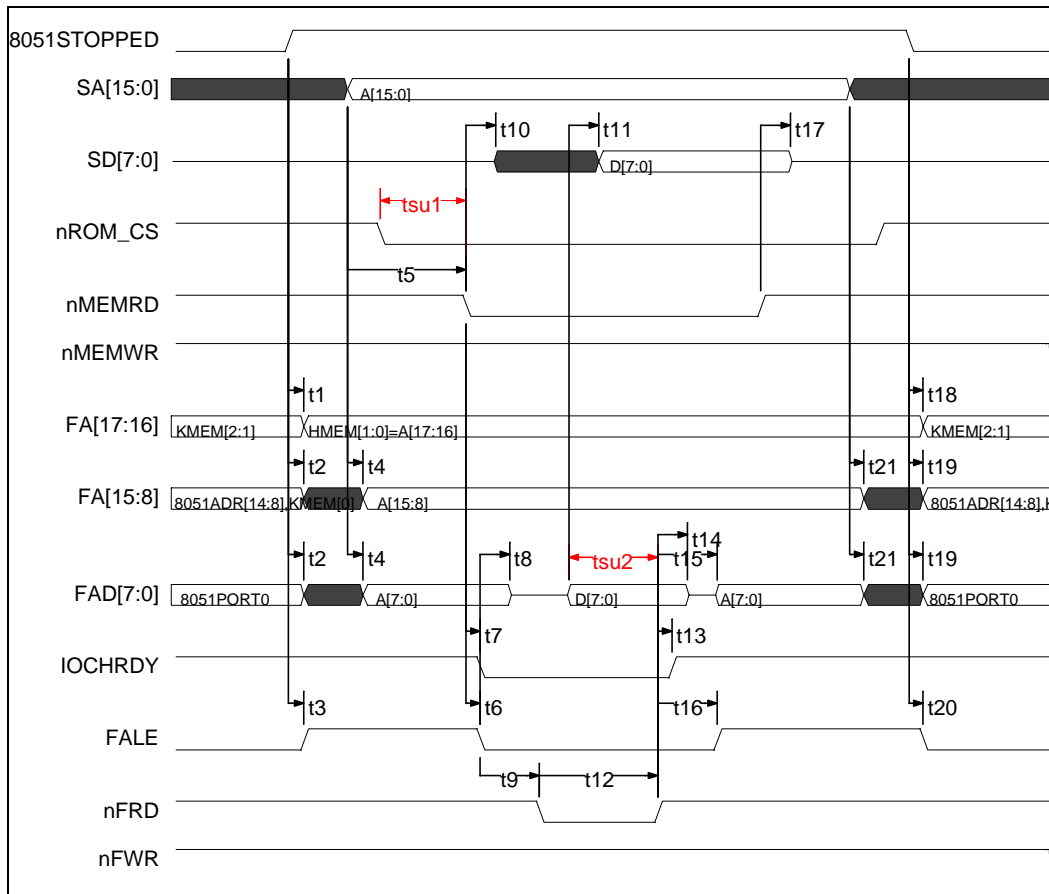 8051STOPPED
SA[15:0]
A[15:0]
t10
t11
t17
SD[7:0]
D[7:0]
tsu1
nROM_CS
t5
nMEMRD
nMEMWR
t1
t18
FA[17:16]
KMEM[2:1]
HMEM[1:0]=A[17:16]
KMEM[2:1]
t2
t4
t21
t19
FA[15:8]
8051ADR[14:8],KMEM[0]
A[15:8]
8051ADR[14:8],K
t14
t2
t4
t8
tsu2
t15
t21
t19
FAD[7:0]
8051PORT0
A[7:0]
D[7:0]
A[7:0]
8051PORT0
t7
t13
IOCHRDY
t3
t6
t16
t20
FALE
t9
t12
nFRD
nFWR